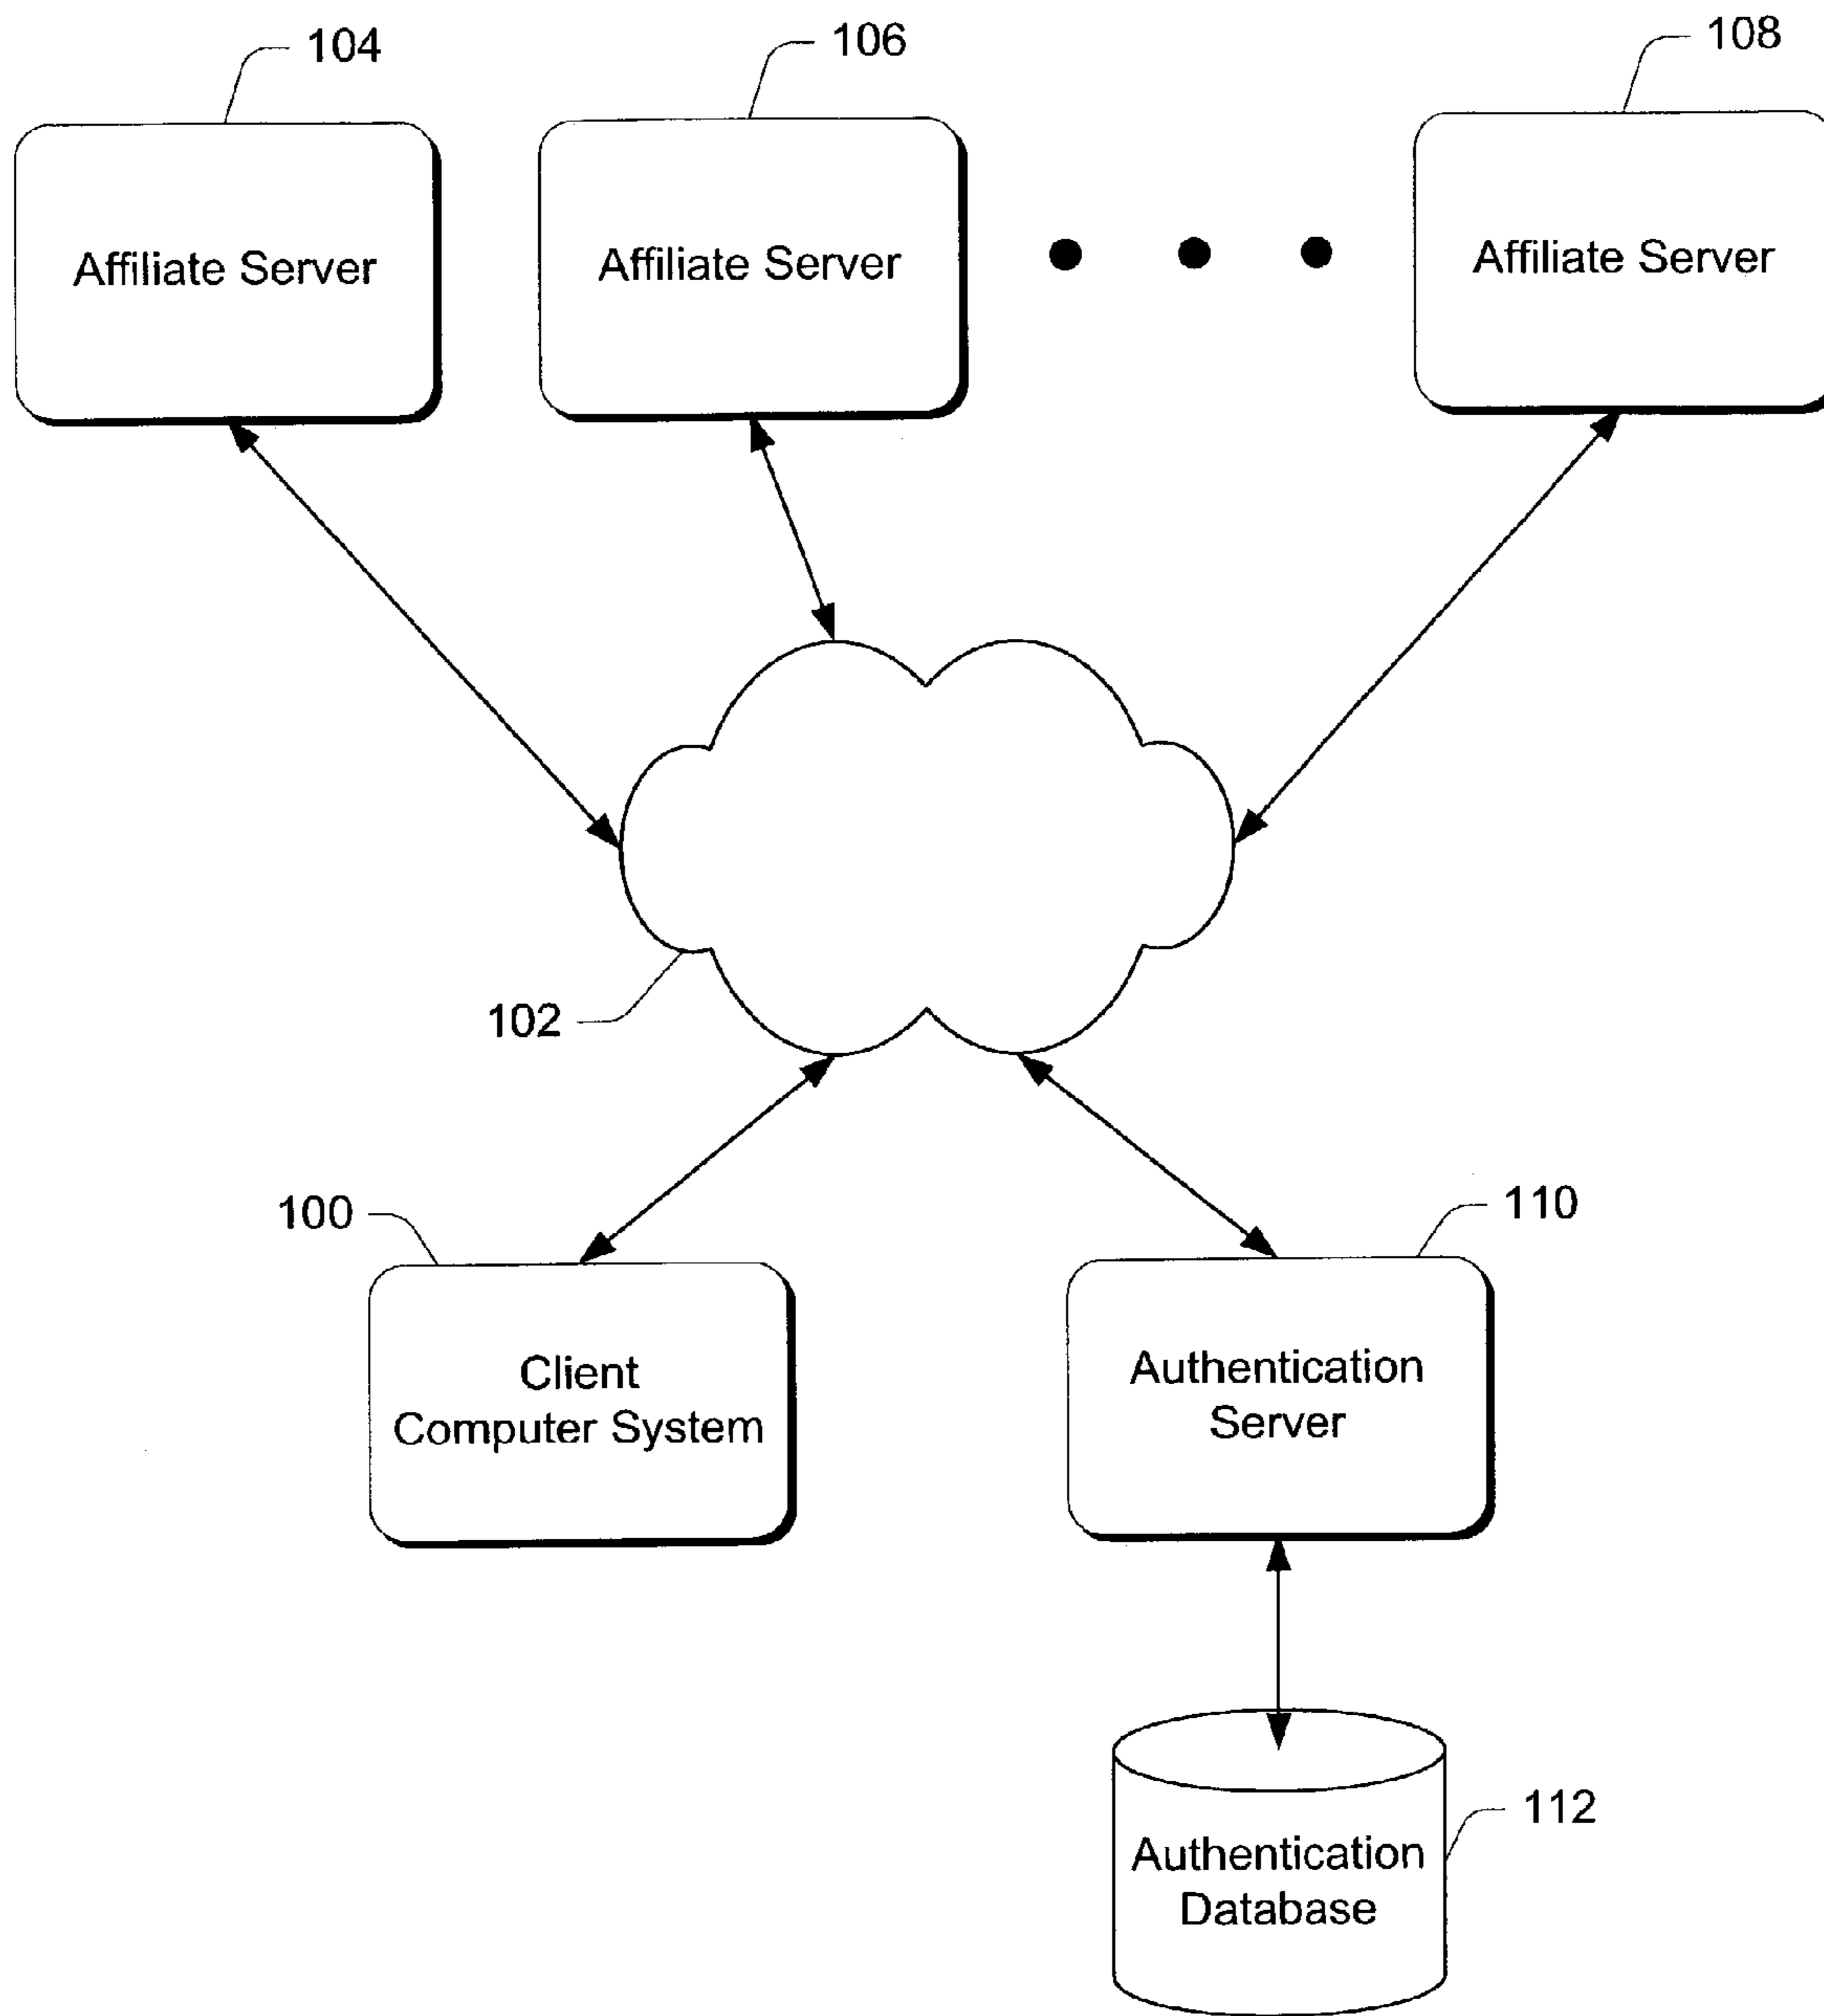 104
106
108
Affiliate Server
Affiliate Server
Affiliate Server
102
100
110
Client
Computer System
Authentication
Server
112
Authentication
Database